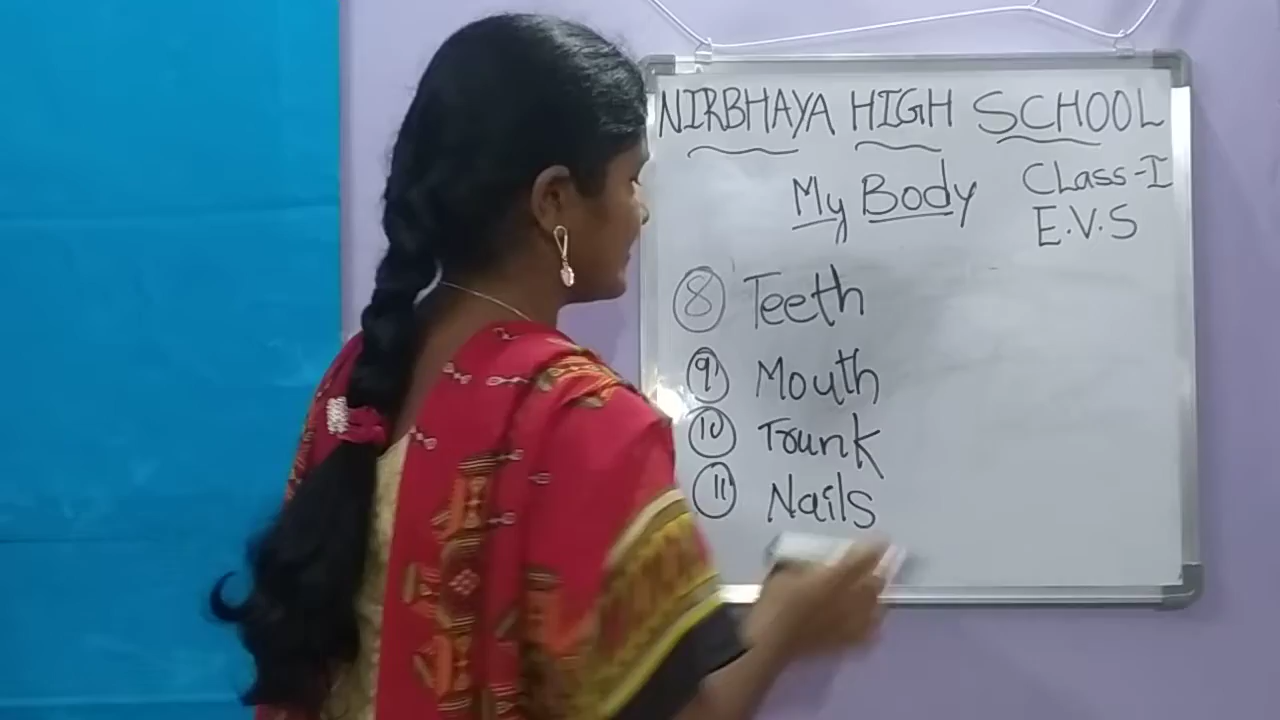 NIRBHAYA HIGH SCHOOL
My Body
Class-I
E.V.S
8 Teeth
9 Mouth
10 Trunk
11 Nails